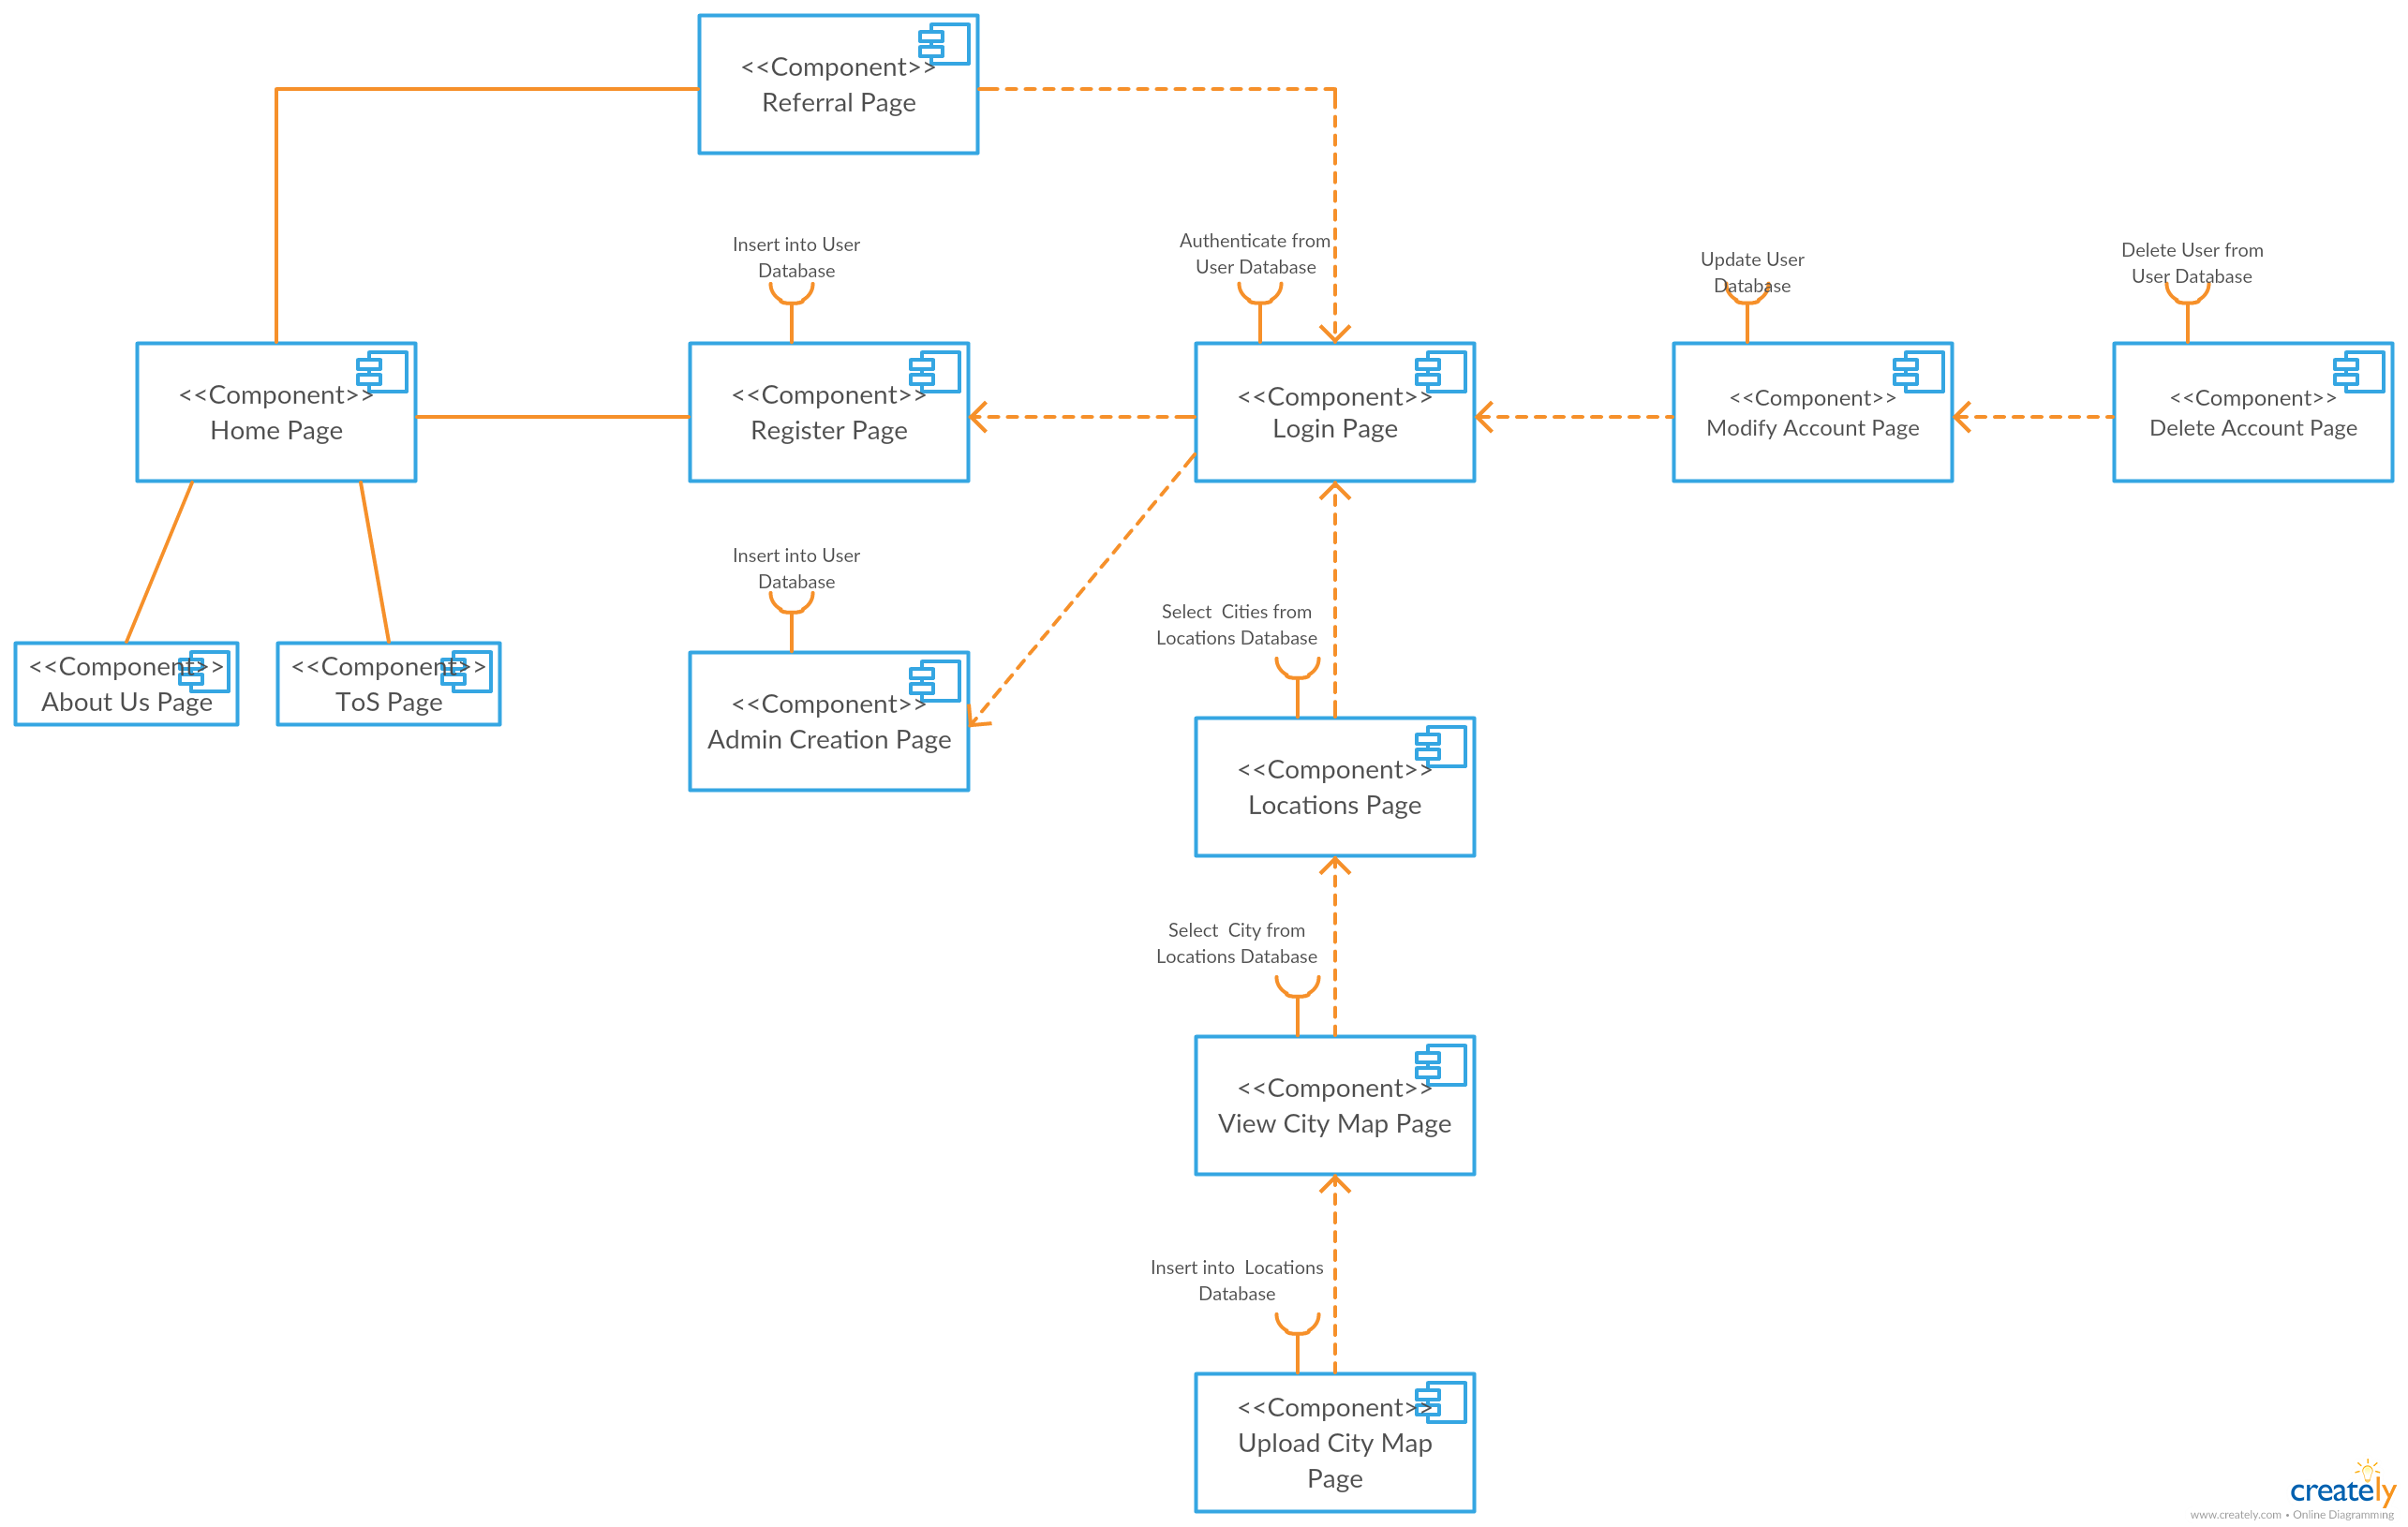 <<Component>>
Referral Page
Insert into User
Database
Authenticate from
User Database
Update User
Database
Delete User from
User Database
<<Component>>
Home Page
<<Component>>
Register Page
<<Component>>
Login Page
<<Component>>
Modify Account Page
<<Component>>
Delete Account Page
Insert into User
Database
Select  Cities from
Locations Database
<<Component>>
About Us Page
<<Component>>
ToS Page
<<Component>>
Admin Creation Page
<<Component>>
Locations Page
Select  City from
Locations Database
<<Component>>
View City Map Page
Insert into  Locations
Database
<<Component>>
Upload City Map
Page
creately
www.creately.com • Online Diagramming